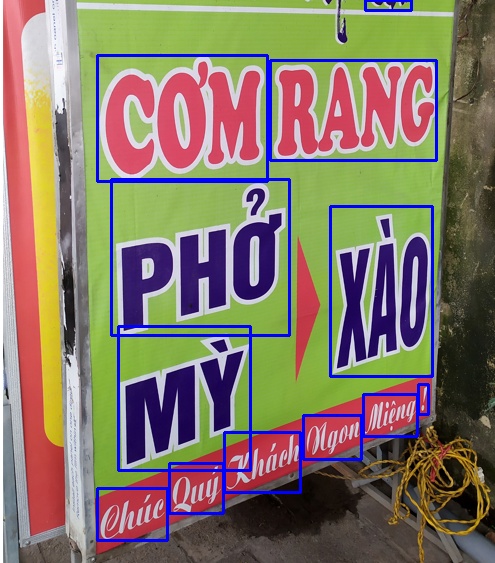 CƠM RANG
PHỞ
MỲ
XÀO
Chúc Quý Khách Ngon Miệng !